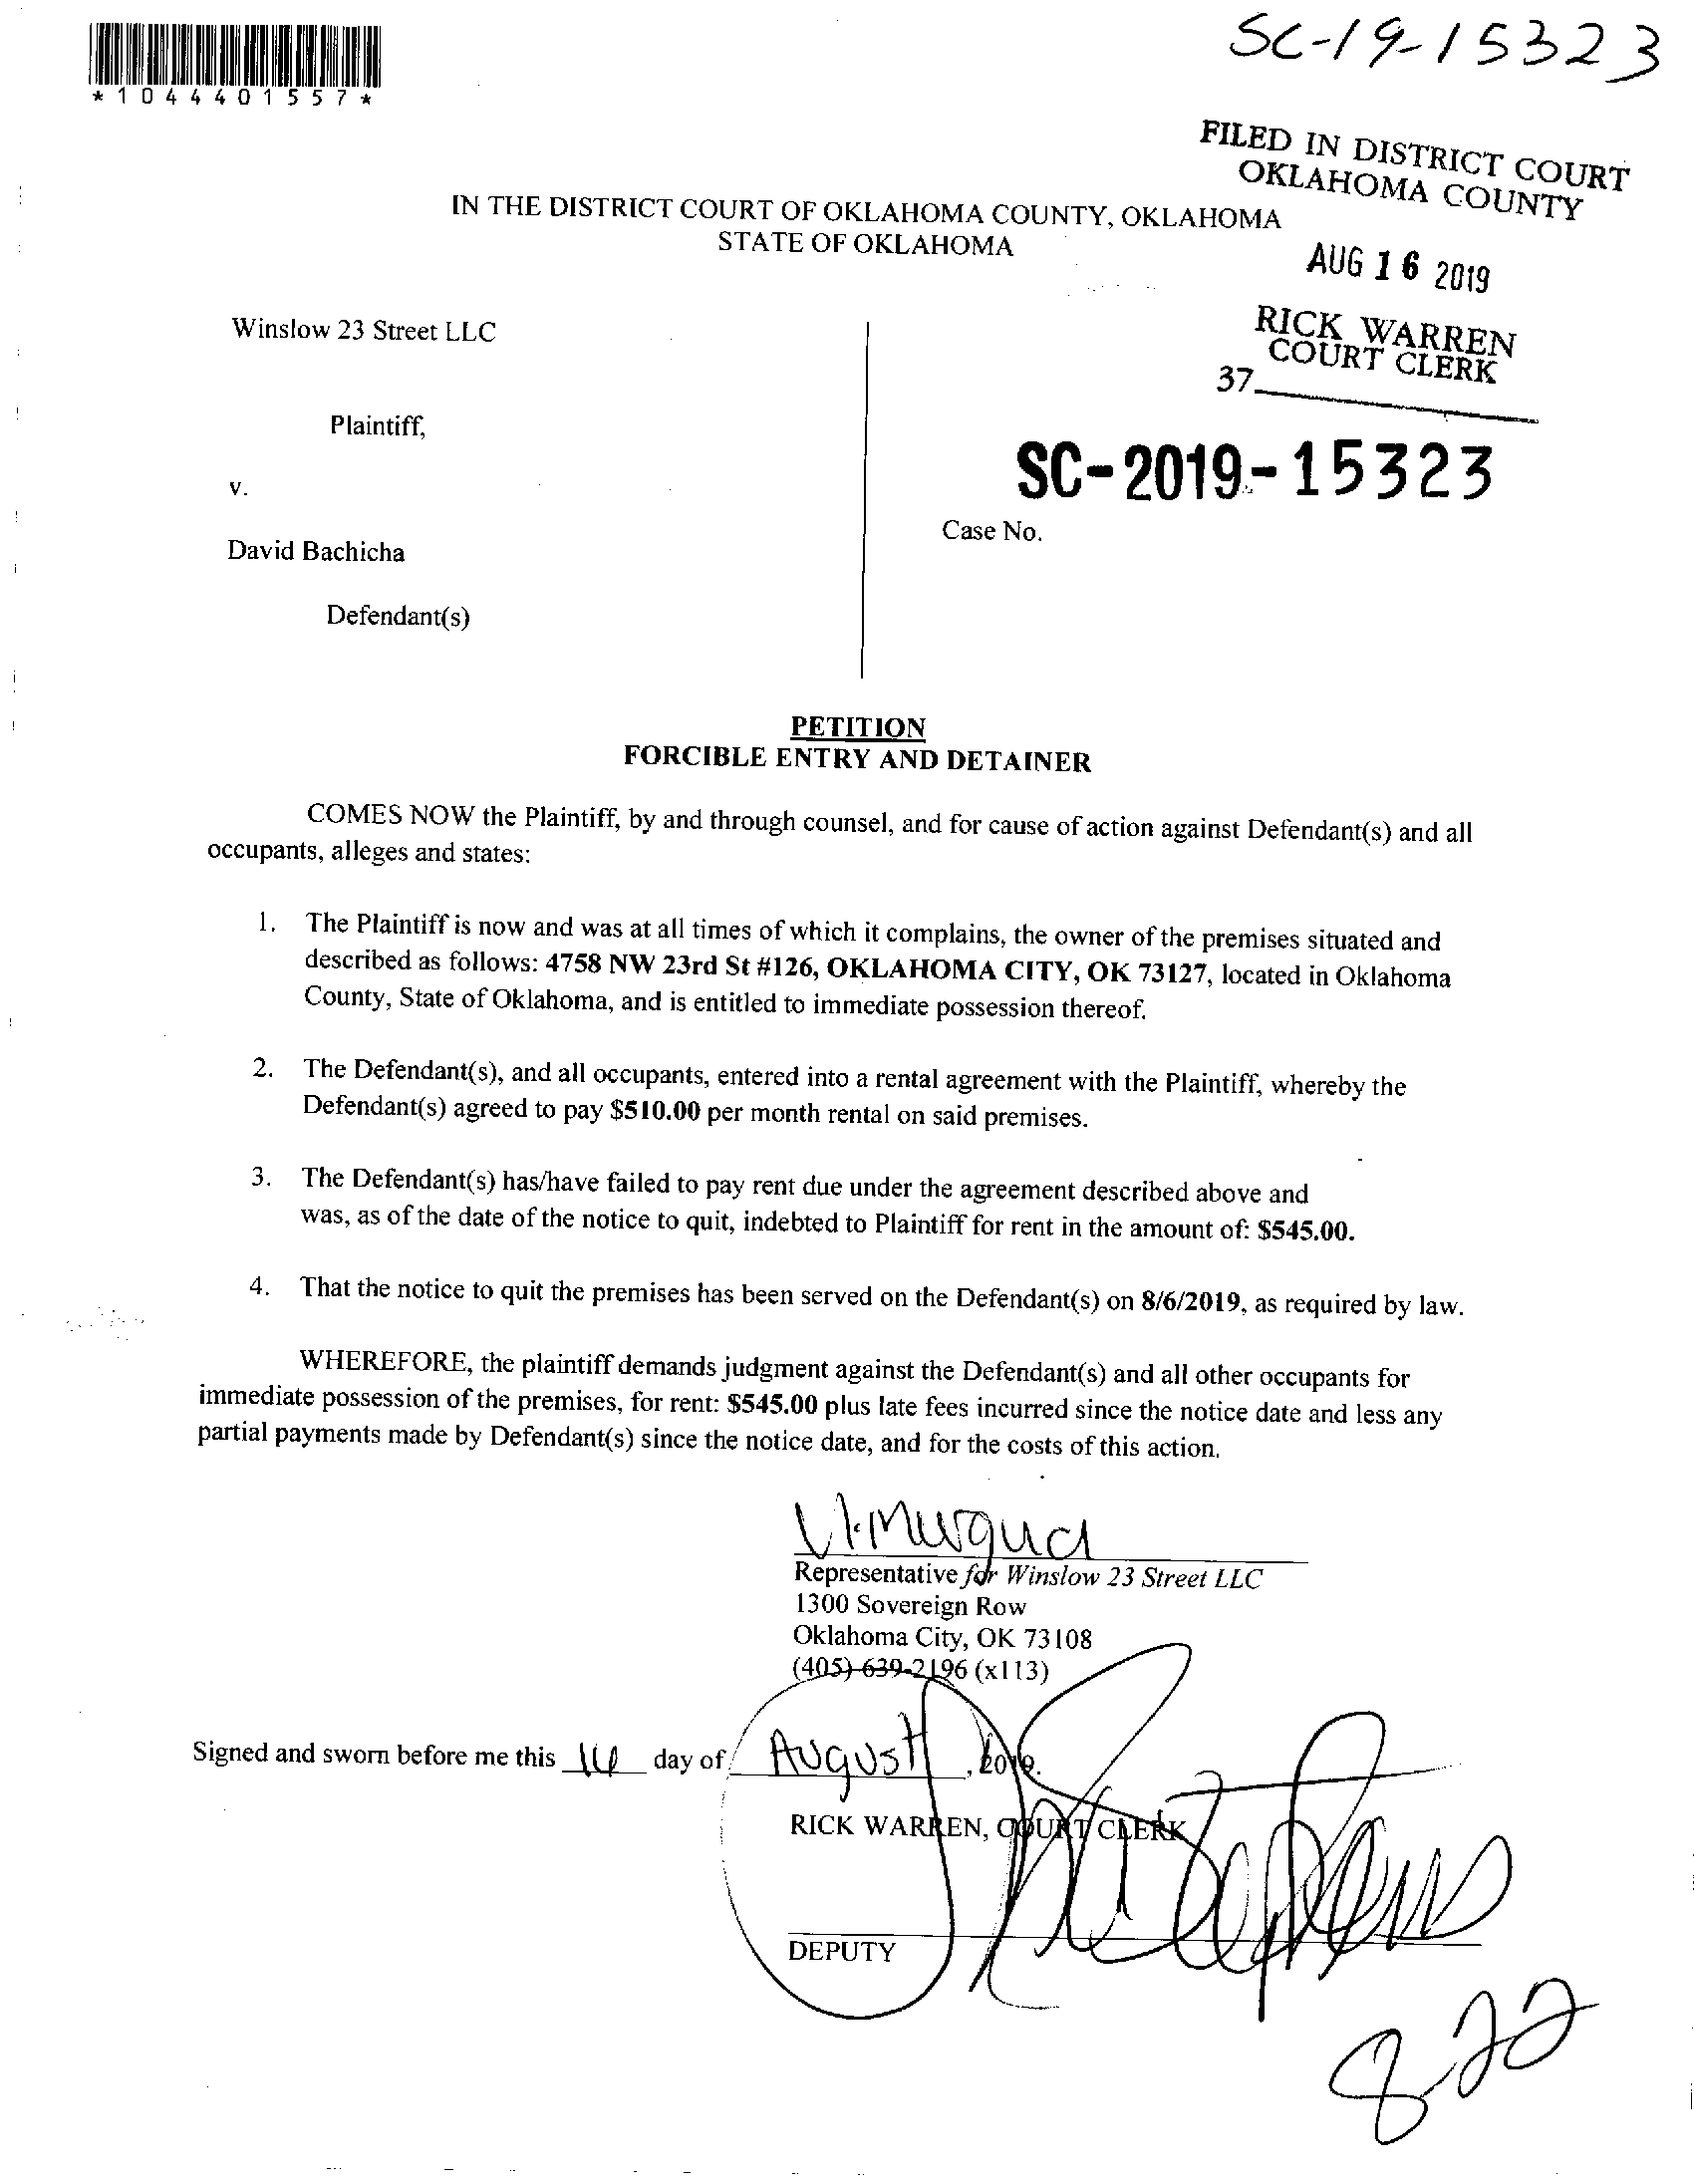 SC-19-15323
*1044401557*
FILED IN DISTRICT COURT
OKLAHOMA COUNTY
IN THE DISTRICT COURT OF OKLAHOMA COUNTY, OKLAHOMA
STATE OF OKLAHOMA
AUG 16 2019
RICK WARREN
COURT CLERK
37
Winslow 23 Street LLC
Plaintiff,
v.
SC-2019-15323
Case No.
David Bachicha
Defendant(s)
PETITION
FORCIBLE ENTRY AND DETAINER
COMES NOW the Plaintiff, by and through counsel, and for cause of action against Defendant(s) and all
occupants, alleges and states:
1. The Plaintiff is now and was at all times of which it complains, the owner of the premises situated and
described as follows: 4758 NW 23rd St #126, OKLAHOMA CITY, OK 73127, located in Oklahoma
County, State of Oklahoma, and is entitled to immediate possession thereof.
2. The Defendant(s), and all occupants, entered into a rental agreement with the Plaintiff, whereby the
Defendant(s) agreed to pay $510.00 per month rental on said premises.
3. The Defendant(s) has/have failed to pay rent due under the agreement described above and
was, as of the date of the notice to quit, indebted to Plaintiff for rent in the amount of: $545.00.
4. That the notice to quit the premises has been served on the Defendant(s) on 8/6/2019, as required by law.
WHEREFORE, the plaintiff demands judgment against the Defendant(s) and all other occupants for
immediate possession of the premises, for rent: $545.00 plus late fees incurred since the notice date and less any
partial payments made by Defendant(s) since the notice date, and for the costs of this action.
Representative for Winslow 23 Street LLC
1300 Sovereign Row
Oklahoma City, OK 73108
(405)-639-2196 (x113)
Signed and sworn before me this 16 day of August, 2019.
RICK WARREN, COURT CLERK
DEPUTY
8-22